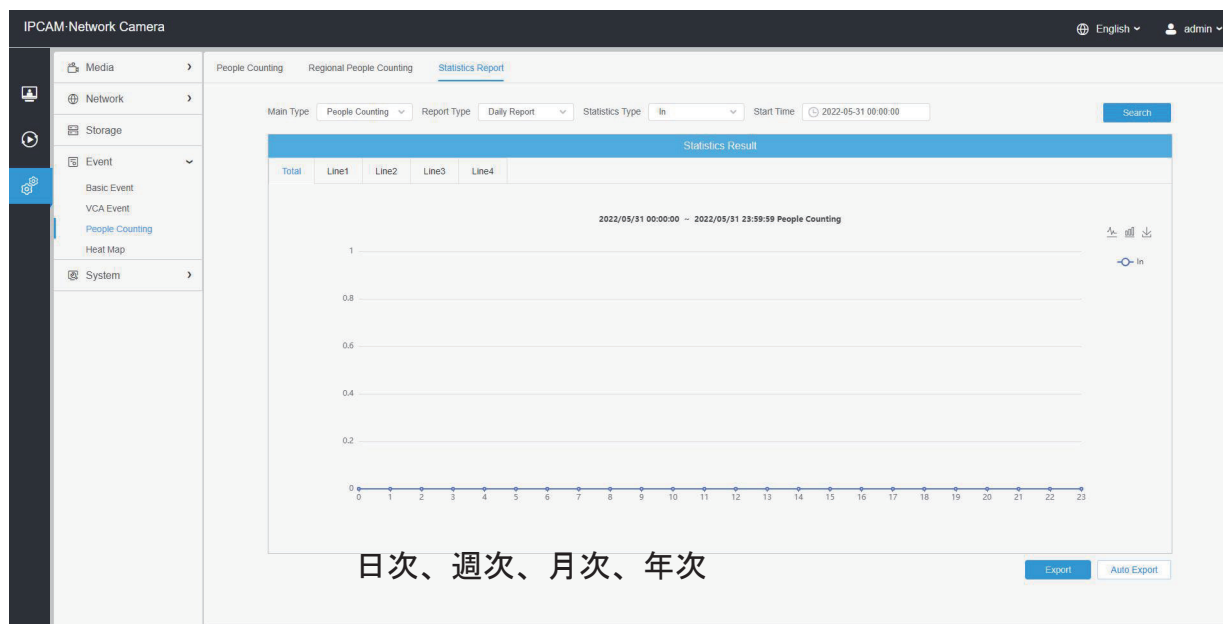 IPCAM·Network Camera
English
admin
Media
People Counting
Regional People Counting
Statistics Report
Network
Main Type
People Counting
Report Type
Daily Report
Statistics Type
In
Start Time
2022-05-31 00:00:00
Search
Storage
Statistics Result
Event
Total
Line1
Line2
Line3
Line4
Basic Event
VCA Event
People Counting
Heat Map
System
2022/05/31 00:00:00 ~ 2022/05/31 23:59:59 People Counting
In
1
0.8
0.6
0.4
0.2
0
0 1 2 3 4 5 6 7 8 9 10 11 12 13 14 15 16 17 18 19 20 21 22 23
日次、週次、月次、年次
Export
Auto Export